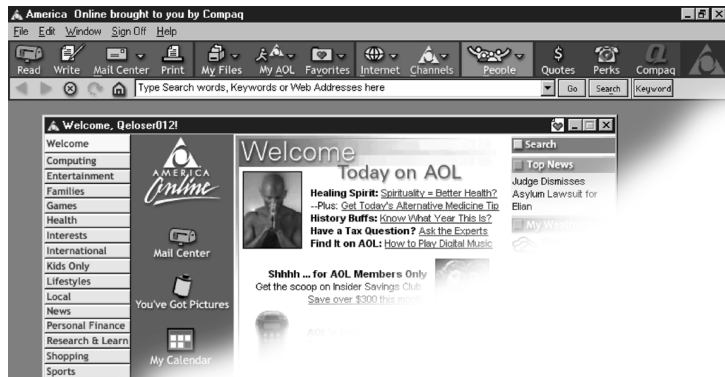 America Online brought to you by Compaq
File Edit Window Sign Off Help
Read Write Mail Center Print My Files My AOL Favorites Internet Channels People $ Quotes Perks Q Compaq
Type Search words, Keywords or Web Addresses here Go Search Keyword
Welcome, Qeloser012!
Welcome
Computing
Entertainment
Families
Games
Health
Interests
International
Kids Only
Lifestyles
Local
News
Personal Finance
Research & Learn
Shopping
Sports
AMERICA
Online
Mail Center
You've Got Pictures
My Calendar
Welcome
Today on AOL
Healing Spirit: Spirituality = Better Health?
--Plus: Get Today's Alternative Medicine Tip
History Buffs: Know What Year This Is?
Have a Tax Question? Ask the Experts
Find It on AOL: How to Play Digital Music
Shhhh ... for AOL Members Only
Get the scoop on Insider Savings Club
Save over $300 this month
Search
Top News
Judge Dismisses
Asylum Lawsuit for
Elian
My